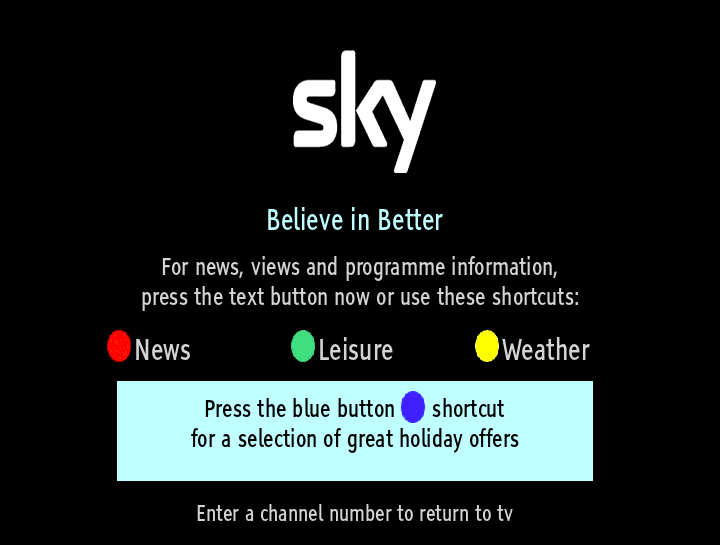 sky
Believe in Better
For news, views and programme information,
press the text button now or use these shortcuts:
News Leisure Weather
Press the blue button shortcut
for a selection of great holiday offers
Enter a channel number to return to tv